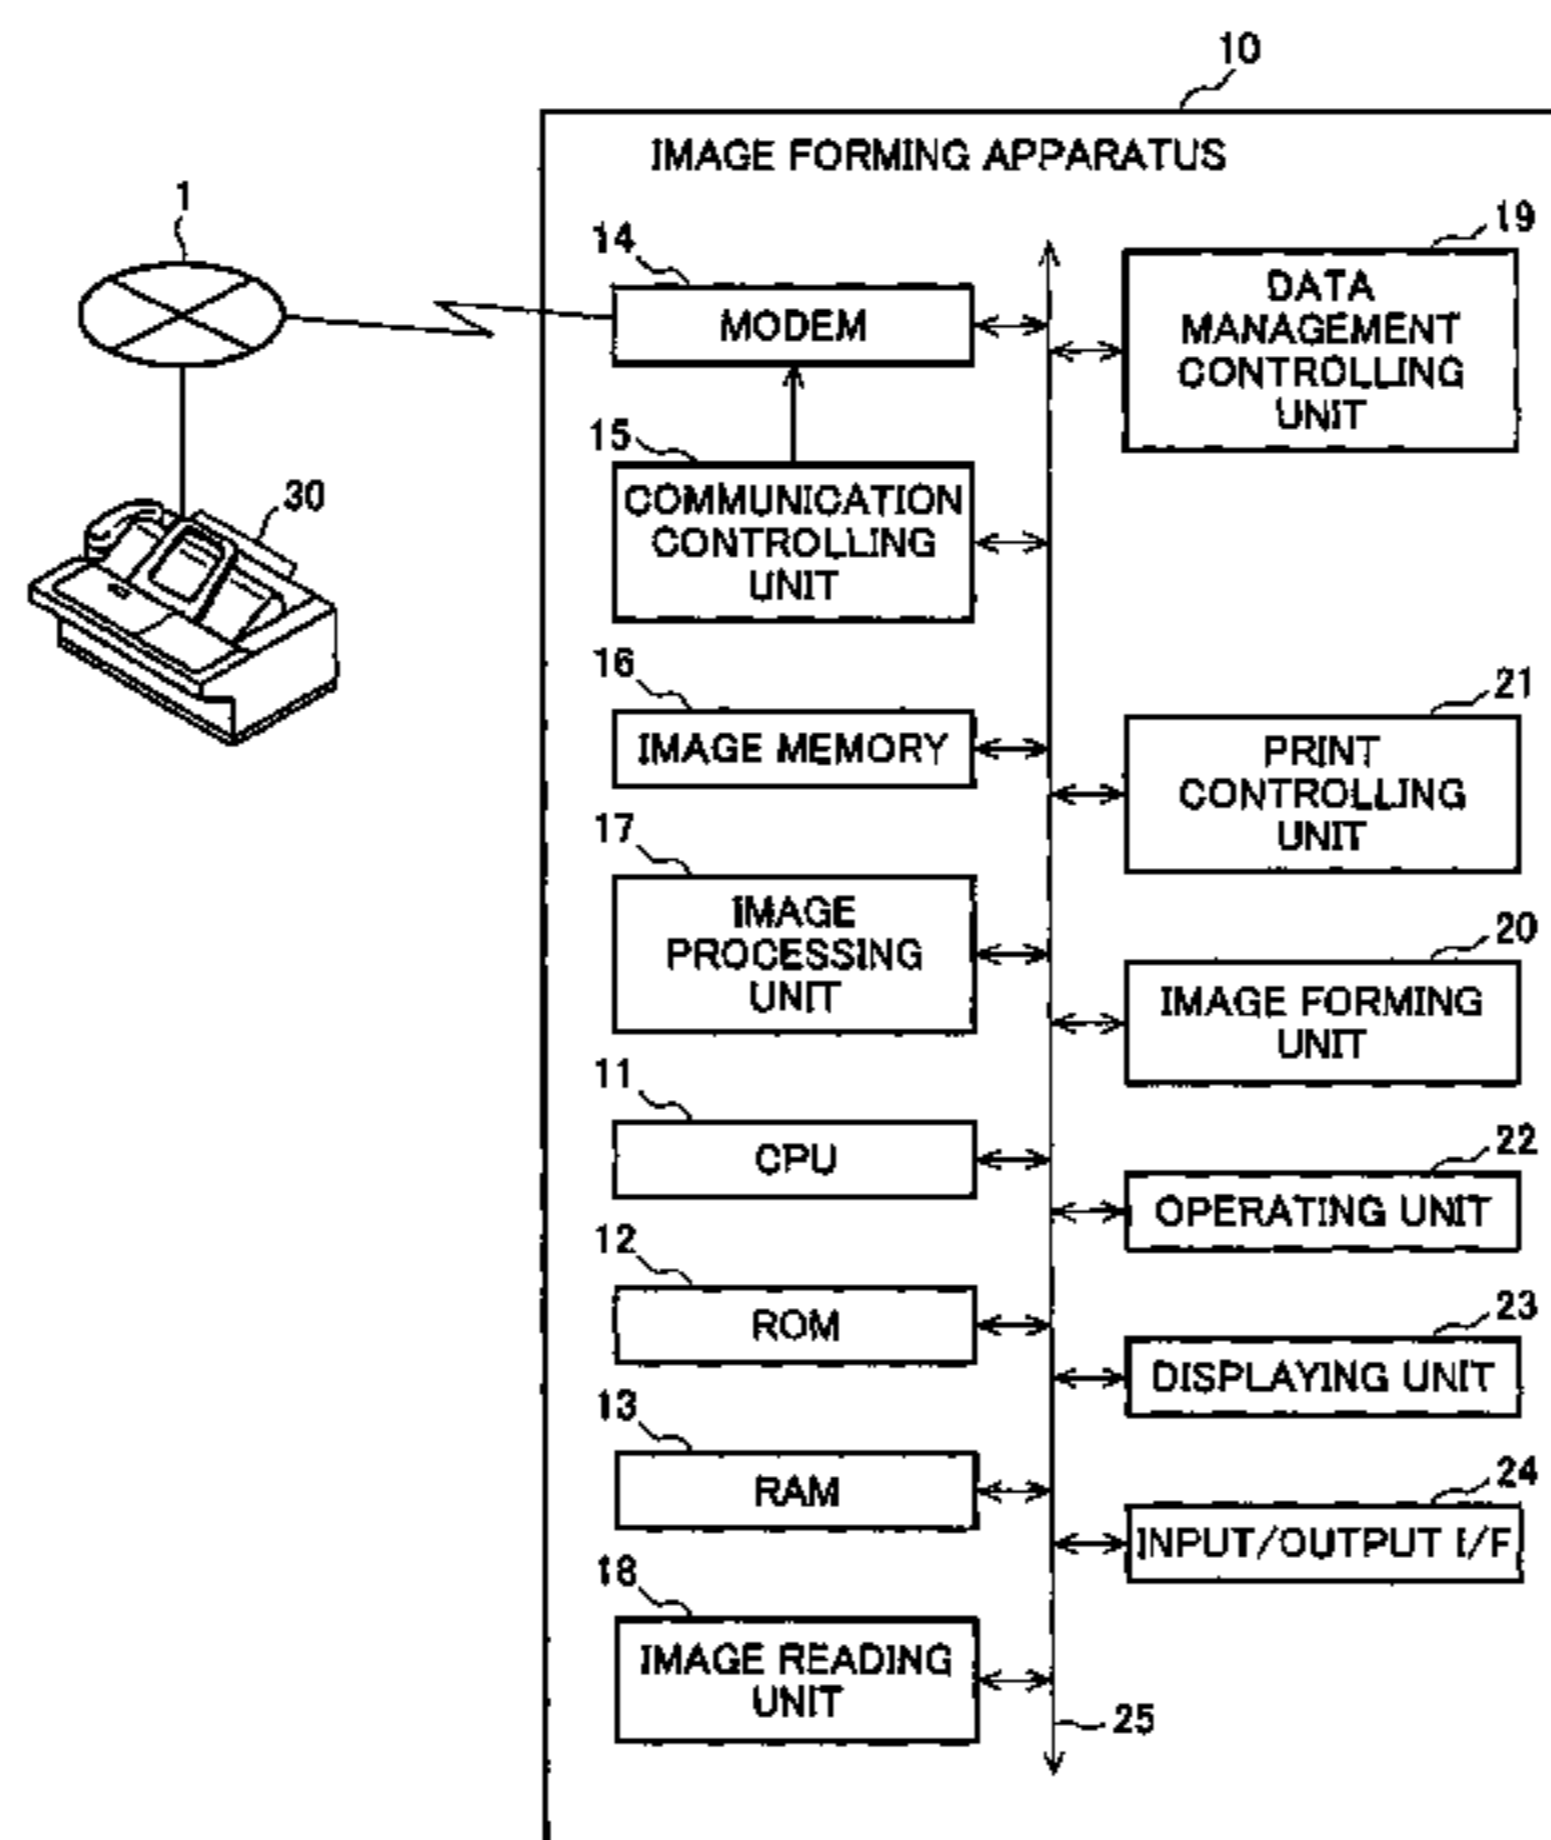 10
IMAGE FORMING APPARATUS
1
14
MODEM
19
DATA
MANAGEMENT
CONTROLLING
UNIT
15
COMMUNICATION
CONTROLLING
UNIT
30
16
IMAGE MEMORY
21
PRINT
CONTROLLING
UNIT
17
IMAGE
PROCESSING
UNIT
20
IMAGE FORMING
UNIT
11
CPU
22
OPERATING UNIT
12
ROM
23
DISPLAYING UNIT
13
RAM
24
INPUT/OUTPUT I/F
18
IMAGE READING
UNIT
25